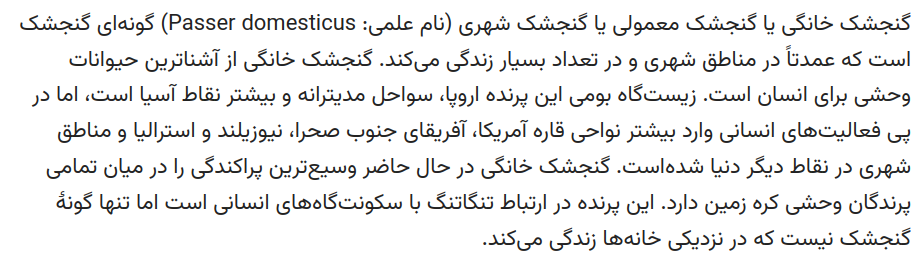 گنجشک خانگی یا گنجشک معمولی یا گنجشک شهری (نام علمی: Passer domesticus) گونه‌ای گنجشک
است که عمدتاً در مناطق شهری و در تعداد بسیار زندگی می‌کند. گنجشک خانگی از آشناترین حیوانات
وحشی برای انسان است. زیست‌گاه بومی این پرنده اروپا، سواحل مدیترانه و بیشتر نقاط آسیا است، اما در
پی فعالیت‌های انسانی وارد بیشتر نواحی قاره آمریکا، آفریقای جنوب صحرا، نیوزیلند و استرالیا و مناطق
شهری در نقاط دیگر دنیا شده‌است. گنجشک خانگی در حال حاضر وسیع‌ترین پراکندگی را در میان تمامی
پرندگان وحشی کره زمین دارد. این پرنده در ارتباط تنگاتنگ با سکونت‌گاه‌های انسانی است اما تنها گونهٔ
گنجشک نیست که در نزدیکی خانه‌ها زندگی می‌کند.